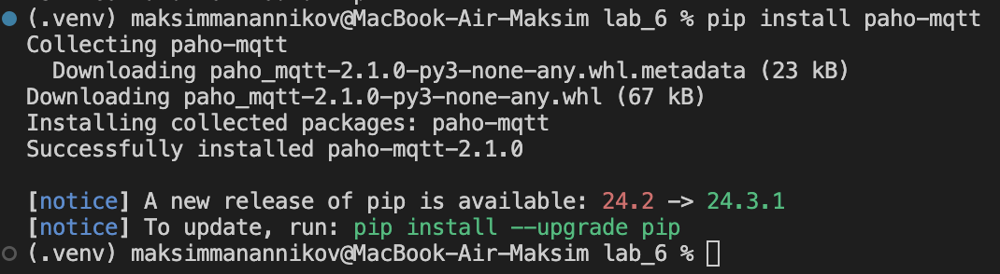 (.venv) maksimmanannikov@MacBook-Air-Maksim lab_6 % pip install paho-mqtt
Collecting paho-mqtt
  Downloading paho_mqtt-2.1.0-py3-none-any.whl.metadata (23 kB)
Downloading paho_mqtt-2.1.0-py3-none-any.whl (67 kB)
Installing collected packages: paho-mqtt
Successfully installed paho-mqtt-2.1.0
[notice] A new release of pip is available: 24.2 -> 24.3.1
[notice] To update, run: pip install --upgrade pip
(.venv) maksimmanannikov@MacBook-Air-Maksim lab_6 %